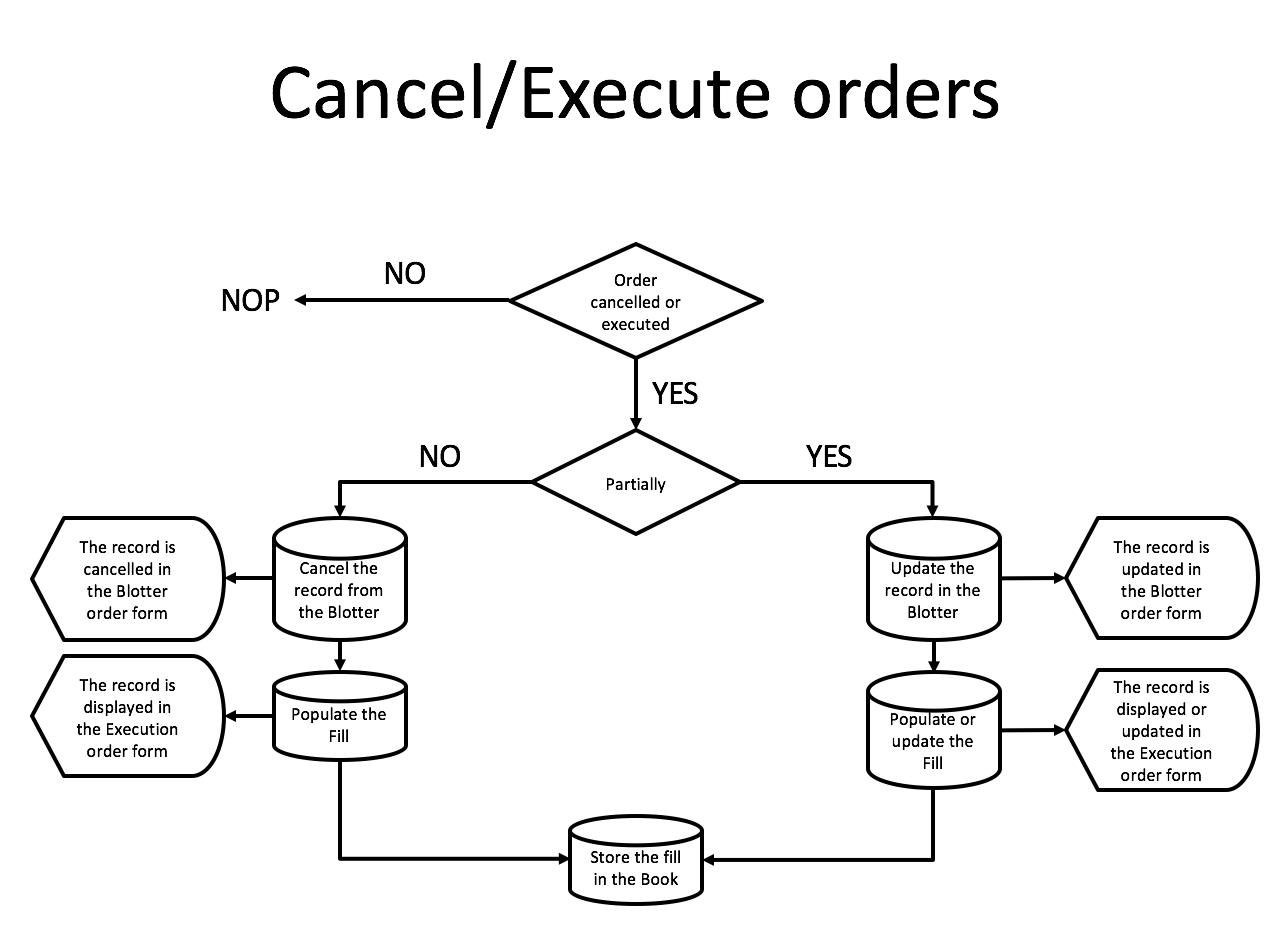 Cancel/Execute orders
Order
cancelled or
executed
NO
NOP
YES
Partially
NO
YES
The record is
cancelled in
the Blotter
order form
Cancel the
record from
the Blotter
Update the
record in the
Blotter
The record is
updated in
the Blotter
order form
The record is
displayed in
the Execution
order form
Populate the
Fill
Populate or
update the
Fill
The record is
displayed or
updated in
the Execution
order form
Store the fill
in the Book